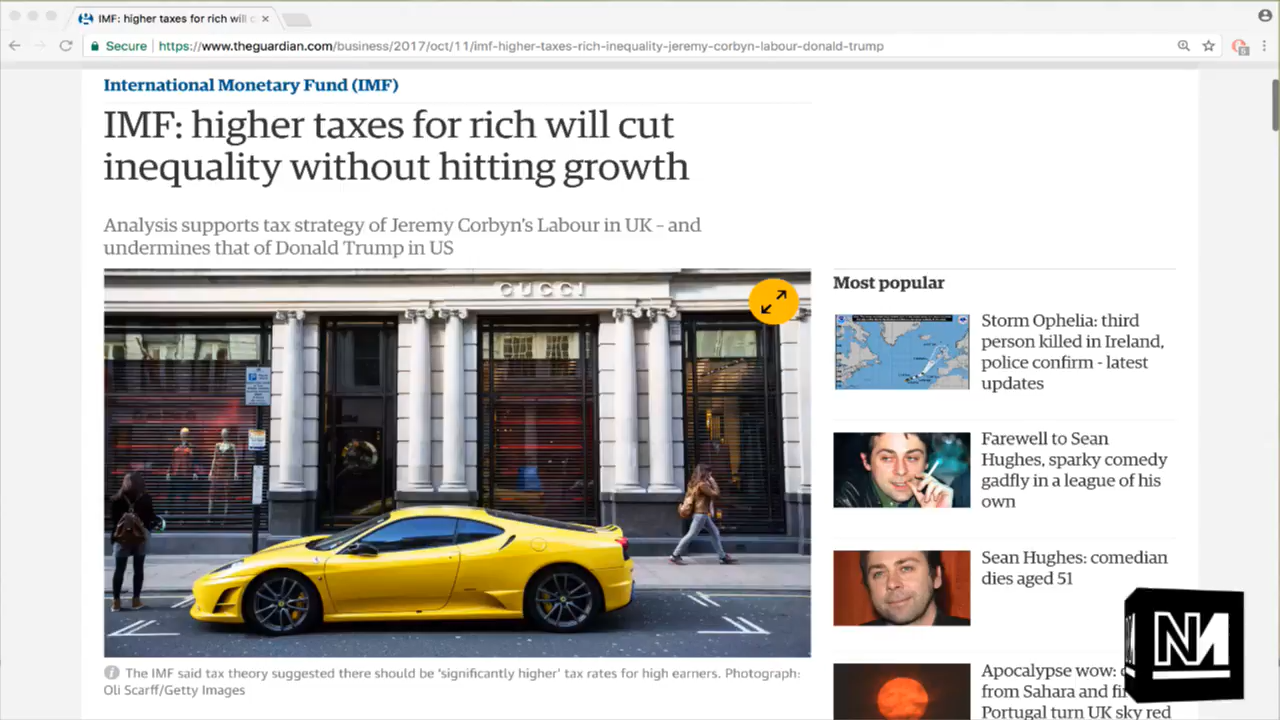 IMF: higher taxes for rich will c
Secure
https://www.theguardian.com/business/2017/oct/11/imf-higher-taxes-rich-inequality-jeremy-corbyn-labour-donald-trump
International Monetary Fund (IMF)
IMF: higher taxes for rich will cut
inequality without hitting growth
Analysis supports tax strategy of Jeremy Corbyn's Labour in UK – and
undermines that of Donald Trump in US
GUCCI
The IMF said tax theory suggested there should be 'significantly higher' tax rates for high earners. Photograph:
Oli Scarff/Getty Images
Most popular
Storm Ophelia: third
person killed in Ireland,
police confirm - latest
updates
Farewell to Sean
Hughes, sparky comedy
gadfly in a league of his
own
Sean Hughes: comedian
dies aged 51
Apocalypse wow:
from Sahara and fi
Portugal turn UK sky red
NM